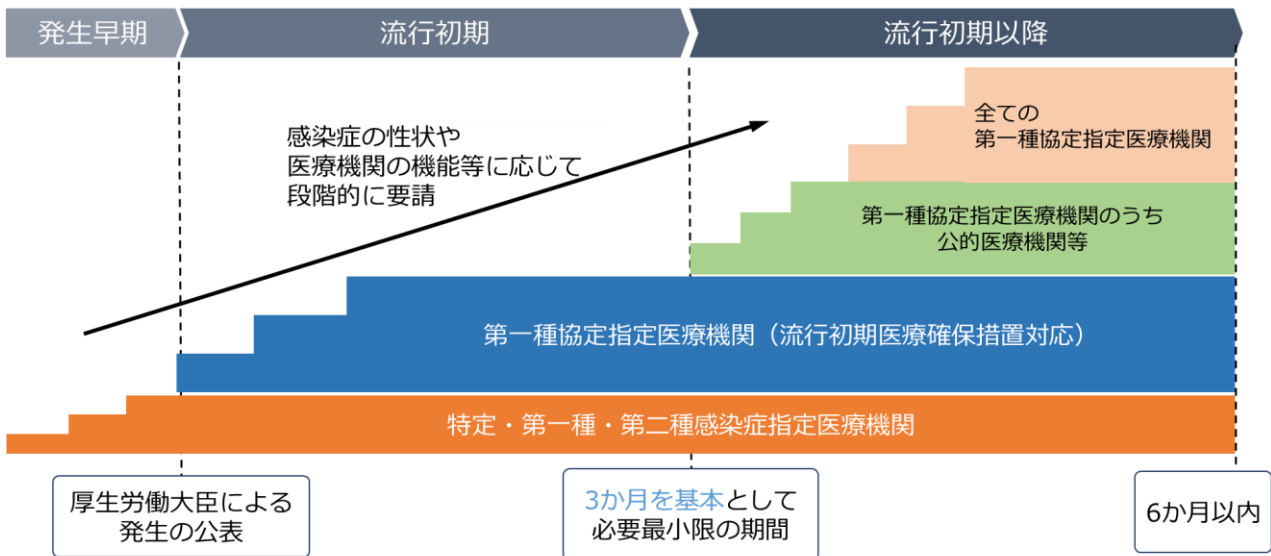 発生早期
流行初期
流行初期以降
感染症の性状や
医療機関の機能等に応じて
段階的に要請
全ての
第一種協定指定医療機関
第一種協定指定医療機関のうち
公的医療機関等
第一種協定指定医療機関（流行初期医療確保措置対応）
特定・第一種・第二種感染症指定医療機関
厚生労働大臣による
発生の公表
3か月を基本として
必要最小限の期間
6か月以内